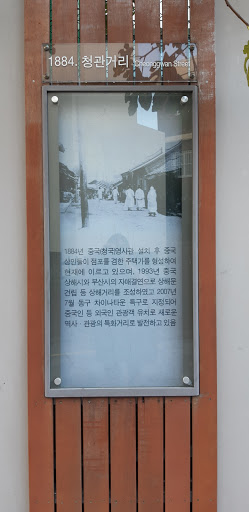 1884. 청관거리 Cheonggwan Street
1884년 중국(청국)영사관 설치 후 중국
상인들이 점포를 겸한 주택가를 형성하여
현재에 이르고 있으며, 1993년 중국
상해시와 부산시의 자매결연으로 상해문
건립 등 상해거리를 조성하였고 2007년
7월 동구 차이나타운 특구로 지정되어
중국인 등 외국인 관광객 유치로 새로운
역사·관광의 특화거리로 발전하고 있음